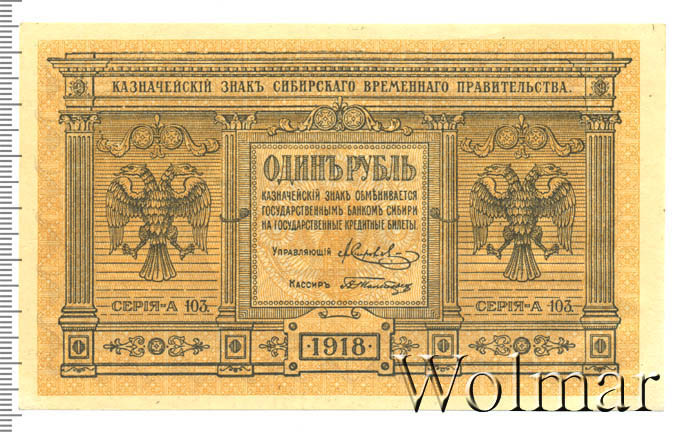 КАЗНАЧЕЙСКІЙ ЗНАКЪ СИБИРСКАГО ВРЕМЕННАГО ПРАВИТЕЛЬСТВА.
ОДИНЪ РУБЛЬ
КАЗНАЧЕЙСКІЙ ЗНАКЪ ОБМѢНИВАЕТСЯ
ГОСУДАРСТВЕННЫМЪ БАНКОМЪ СИБИРИ
НА ГОСУДАРСТВЕННЫЕ КРЕДИТНЫЕ БИЛЕТЫ.
УПРАВЛЯЮЩІЙ
КАССИРЪ
СЕРІЯ-А 103. СЕРІЯ-А 103.
·1918·
Wolmar